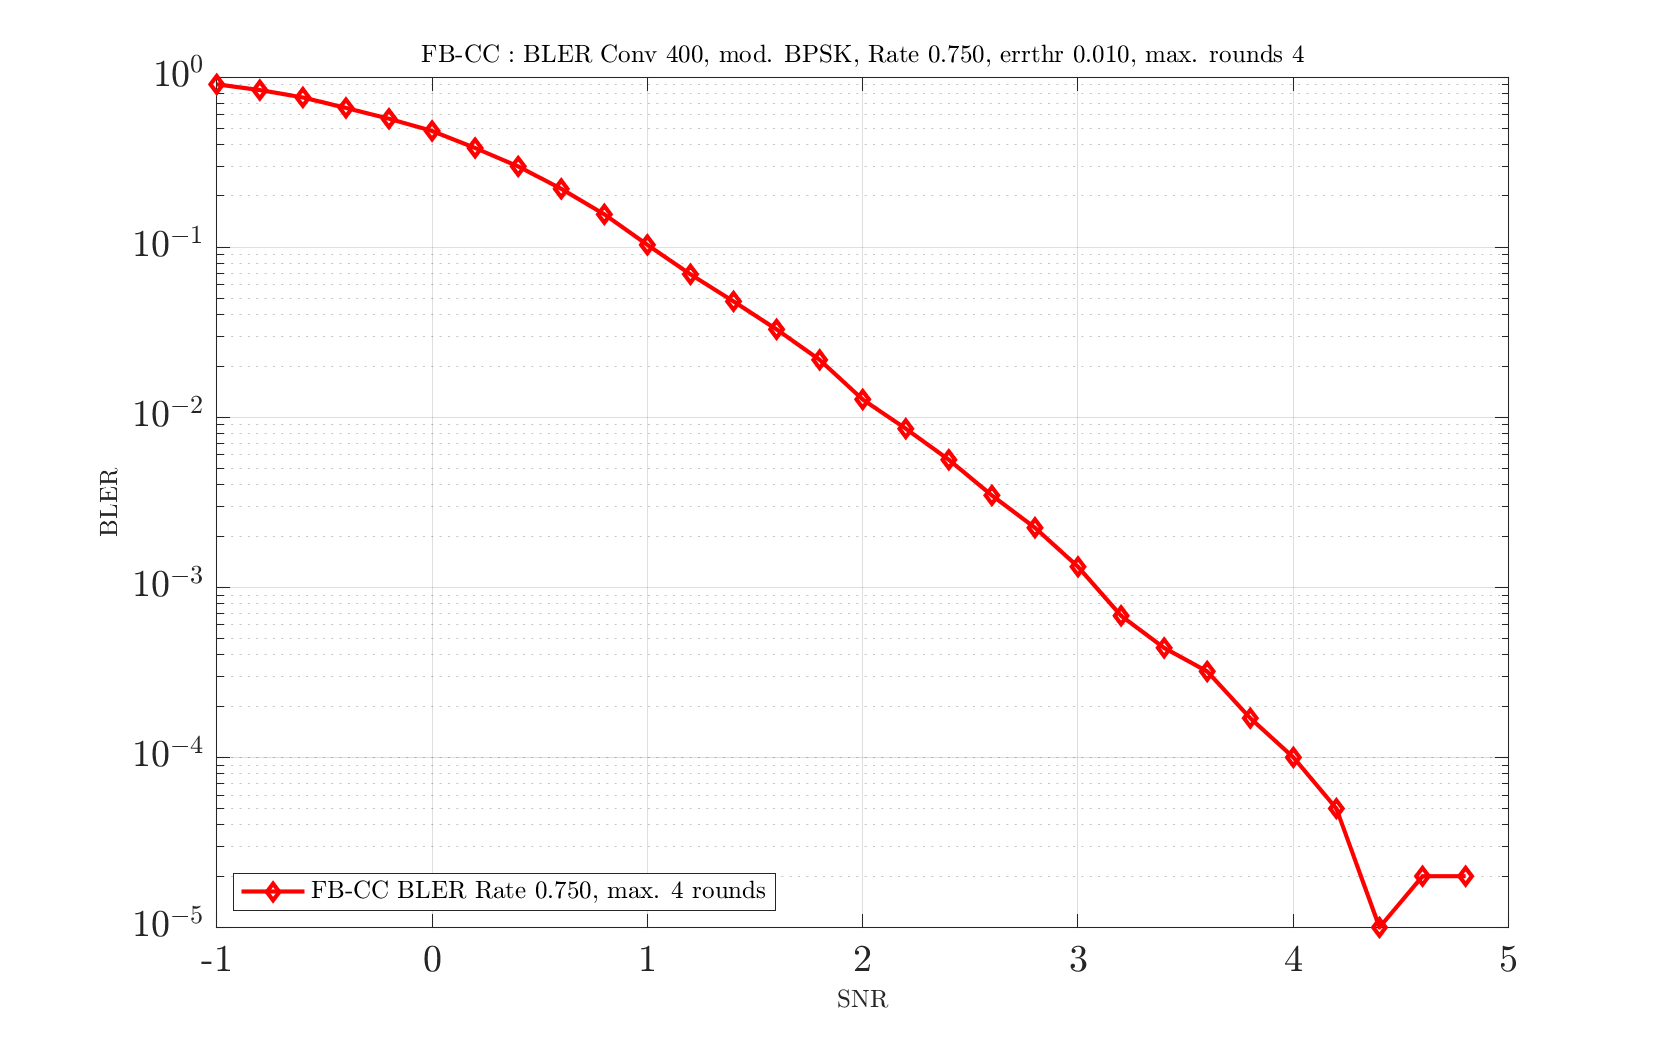 FB-CC : BLER Conv 400, mod. BPSK, Rate 0.750, errthr 0.010, max. rounds 4
10⁰
10⁻¹
10⁻²
10⁻³
10⁻⁴
10⁻⁵
BLER
FB-CC BLER Rate 0.750, max. 4 rounds
-1 0 1 2 3 4 5
SNR